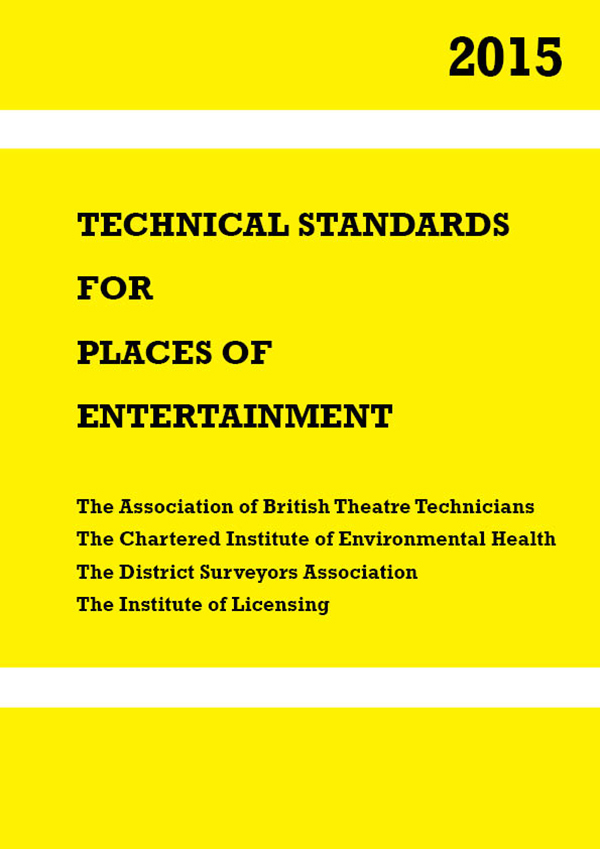 2015
TECHNICAL STANDARDS
FOR
PLACES OF
ENTERTAINMENT
The Association of British Theatre Technicians
The Chartered Institute of Environmental Health
The District Surveyors Association
The Institute of Licensing